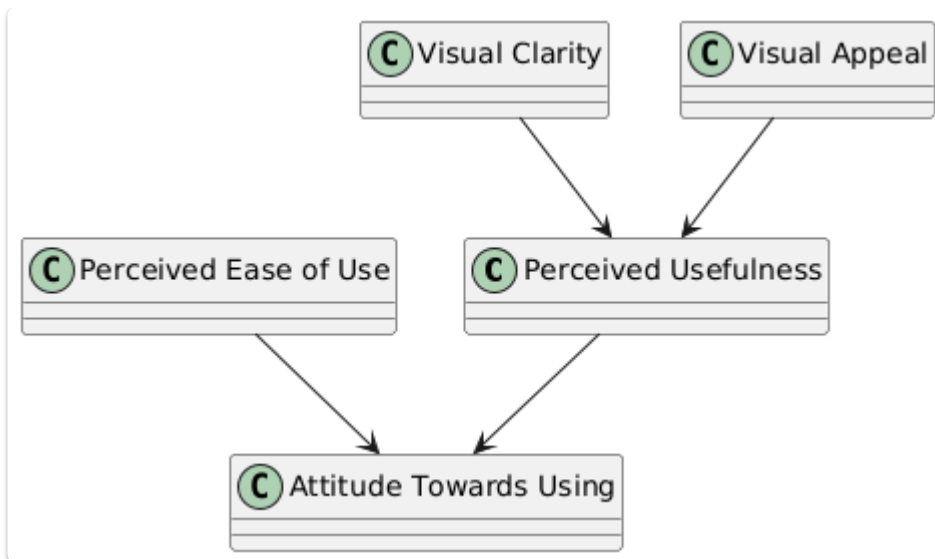 C Visual Clarity
C Visual Appeal
C Perceived Ease of Use
C Perceived Usefulness
C Attitude Towards Using